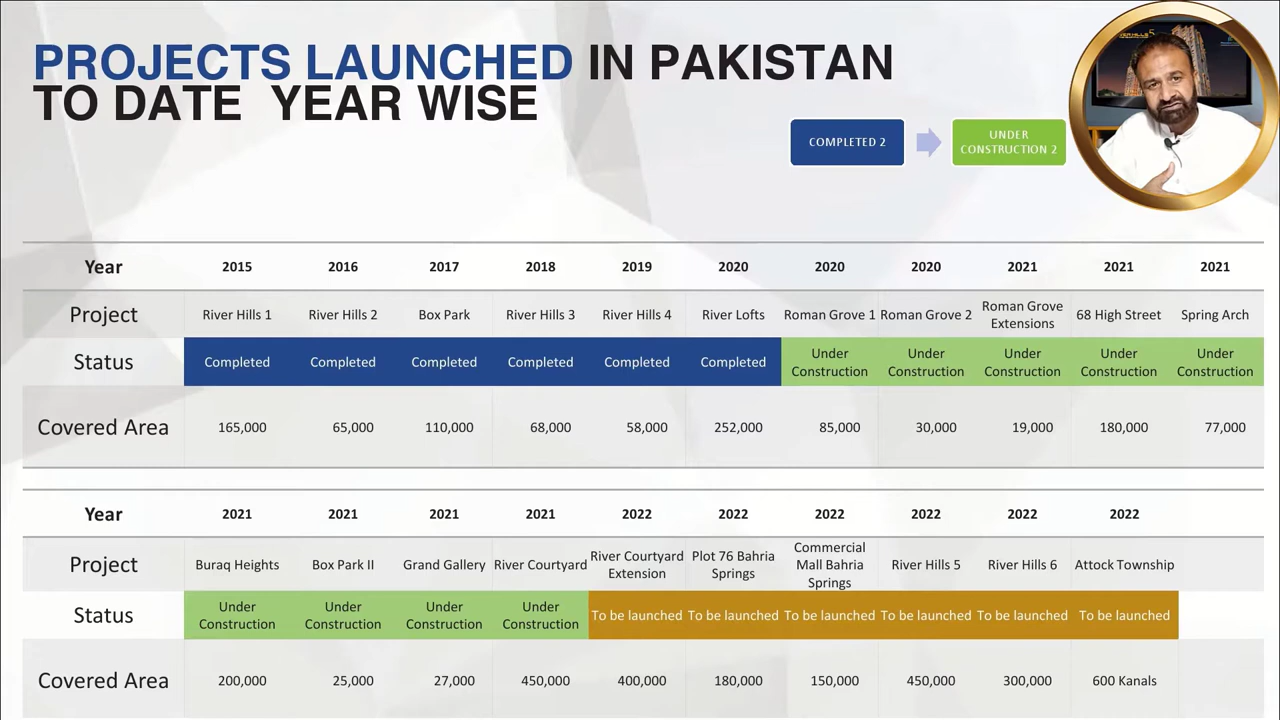 PROJECTS LAUNCHED IN PAKISTAN
TO DATE YEAR WISE
COMPLETED 2
UNDER
CONSTRUCTION 2
Year 2015 2016 2017 2018 2019 2020 2020 2020 2021 2021 2021
Project River Hills 1 River Hills 2 Box Park River Hills 3 River Hills 4 River Lofts Roman Grove 1 Roman Grove 2 Roman Grove Extensions 68 High Street Spring Arch
Status Completed Completed Completed Completed Completed Completed Under Construction Under Construction Under Construction Under Construction Under Construction
Covered Area 165,000 65,000 110,000 68,000 58,000 252,000 85,000 30,000 19,000 180,000 77,000
Year 2021 2021 2021 2021 2022 2022 2022 2022 2022 2022
Project Buraq Heights Box Park II Grand Gallery River Courtyard River Courtyard Extension Plot 76 Bahria Springs Commercial Mall Bahria Springs River Hills 5 River Hills 6 Attock Township
Status Under Construction Under Construction Under Construction Under Construction To be launched To be launched To be launched To be launched To be launched To be launched
Covered Area 200,000 25,000 27,000 450,000 400,000 180,000 150,000 450,000 300,000 600 Kanals